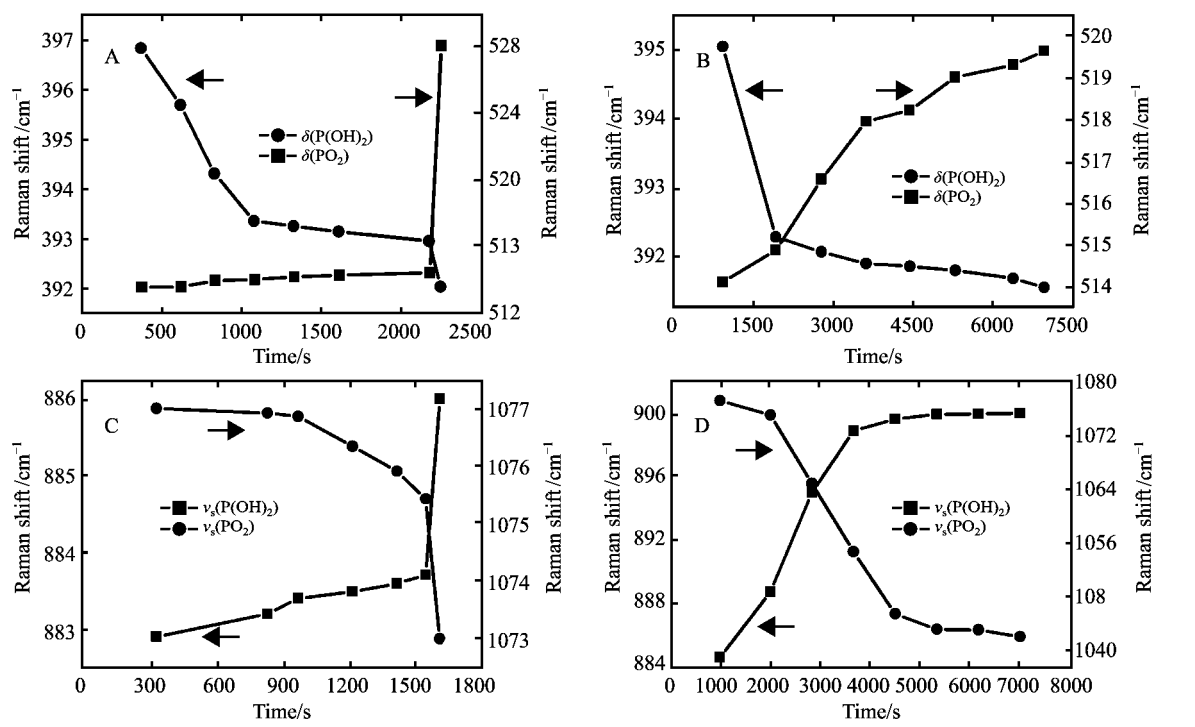 A
397
396
395
394
393
392
528
524
520
513
512
0
500
1000
1500
2000
2500
Raman shift/cm⁻¹
Raman shift/cm⁻¹
Time/s
δ(P(OH)₂)
δ(PO₂)
B
395
394
393
392
520
519
518
517
516
515
514
0
1500
3000
4500
6000
7500
Raman shift/cm⁻¹
Raman shift/cm⁻¹
Time/s
δ(P(OH)₂)
δ(PO₂)
C
886
885
884
883
1077
1076
1075
1074
1073
0
300
600
900
1200
1500
1800
Raman shift/cm⁻¹
Raman shift/cm⁻¹
Time/s
vₛ(P(OH)₂)
vₛ(PO₂)
D
900
896
892
888
884
1080
1072
1064
1056
108
1040
0
1000
2000
3000
4000
5000
6000
7000
8000
Raman shift/cm⁻¹
Raman shift/cm⁻¹
Time/s
vₛ(P(OH)₂)
vₛ(PO₂)